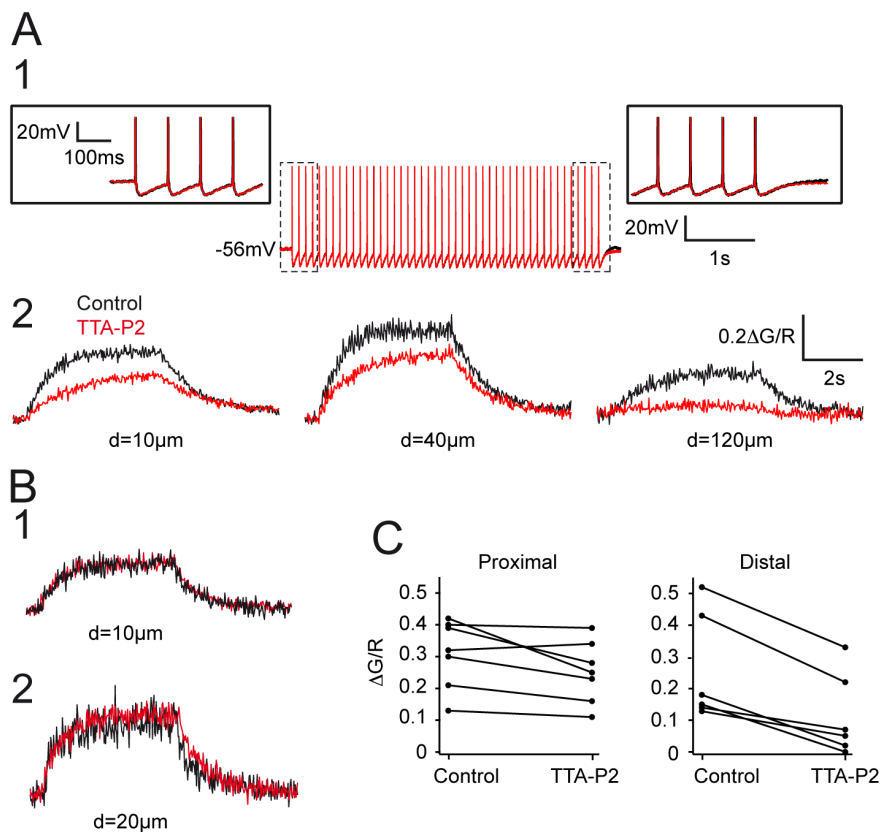 A
1
20mV
100ms
-56mV
20mV
1s
2
Control
TTA-P2
0.2ΔG/R
2s
d=10µm
d=40µm
d=120µm
B
1
d=10µm
2
d=20µm
C
Proximal
Distal
ΔG/R
0.5
0.4
0.3
0.2
0.1
0
Control
TTA-P2
0.5
0.4
0.3
0.2
0.1
0
Control
TTA-P2